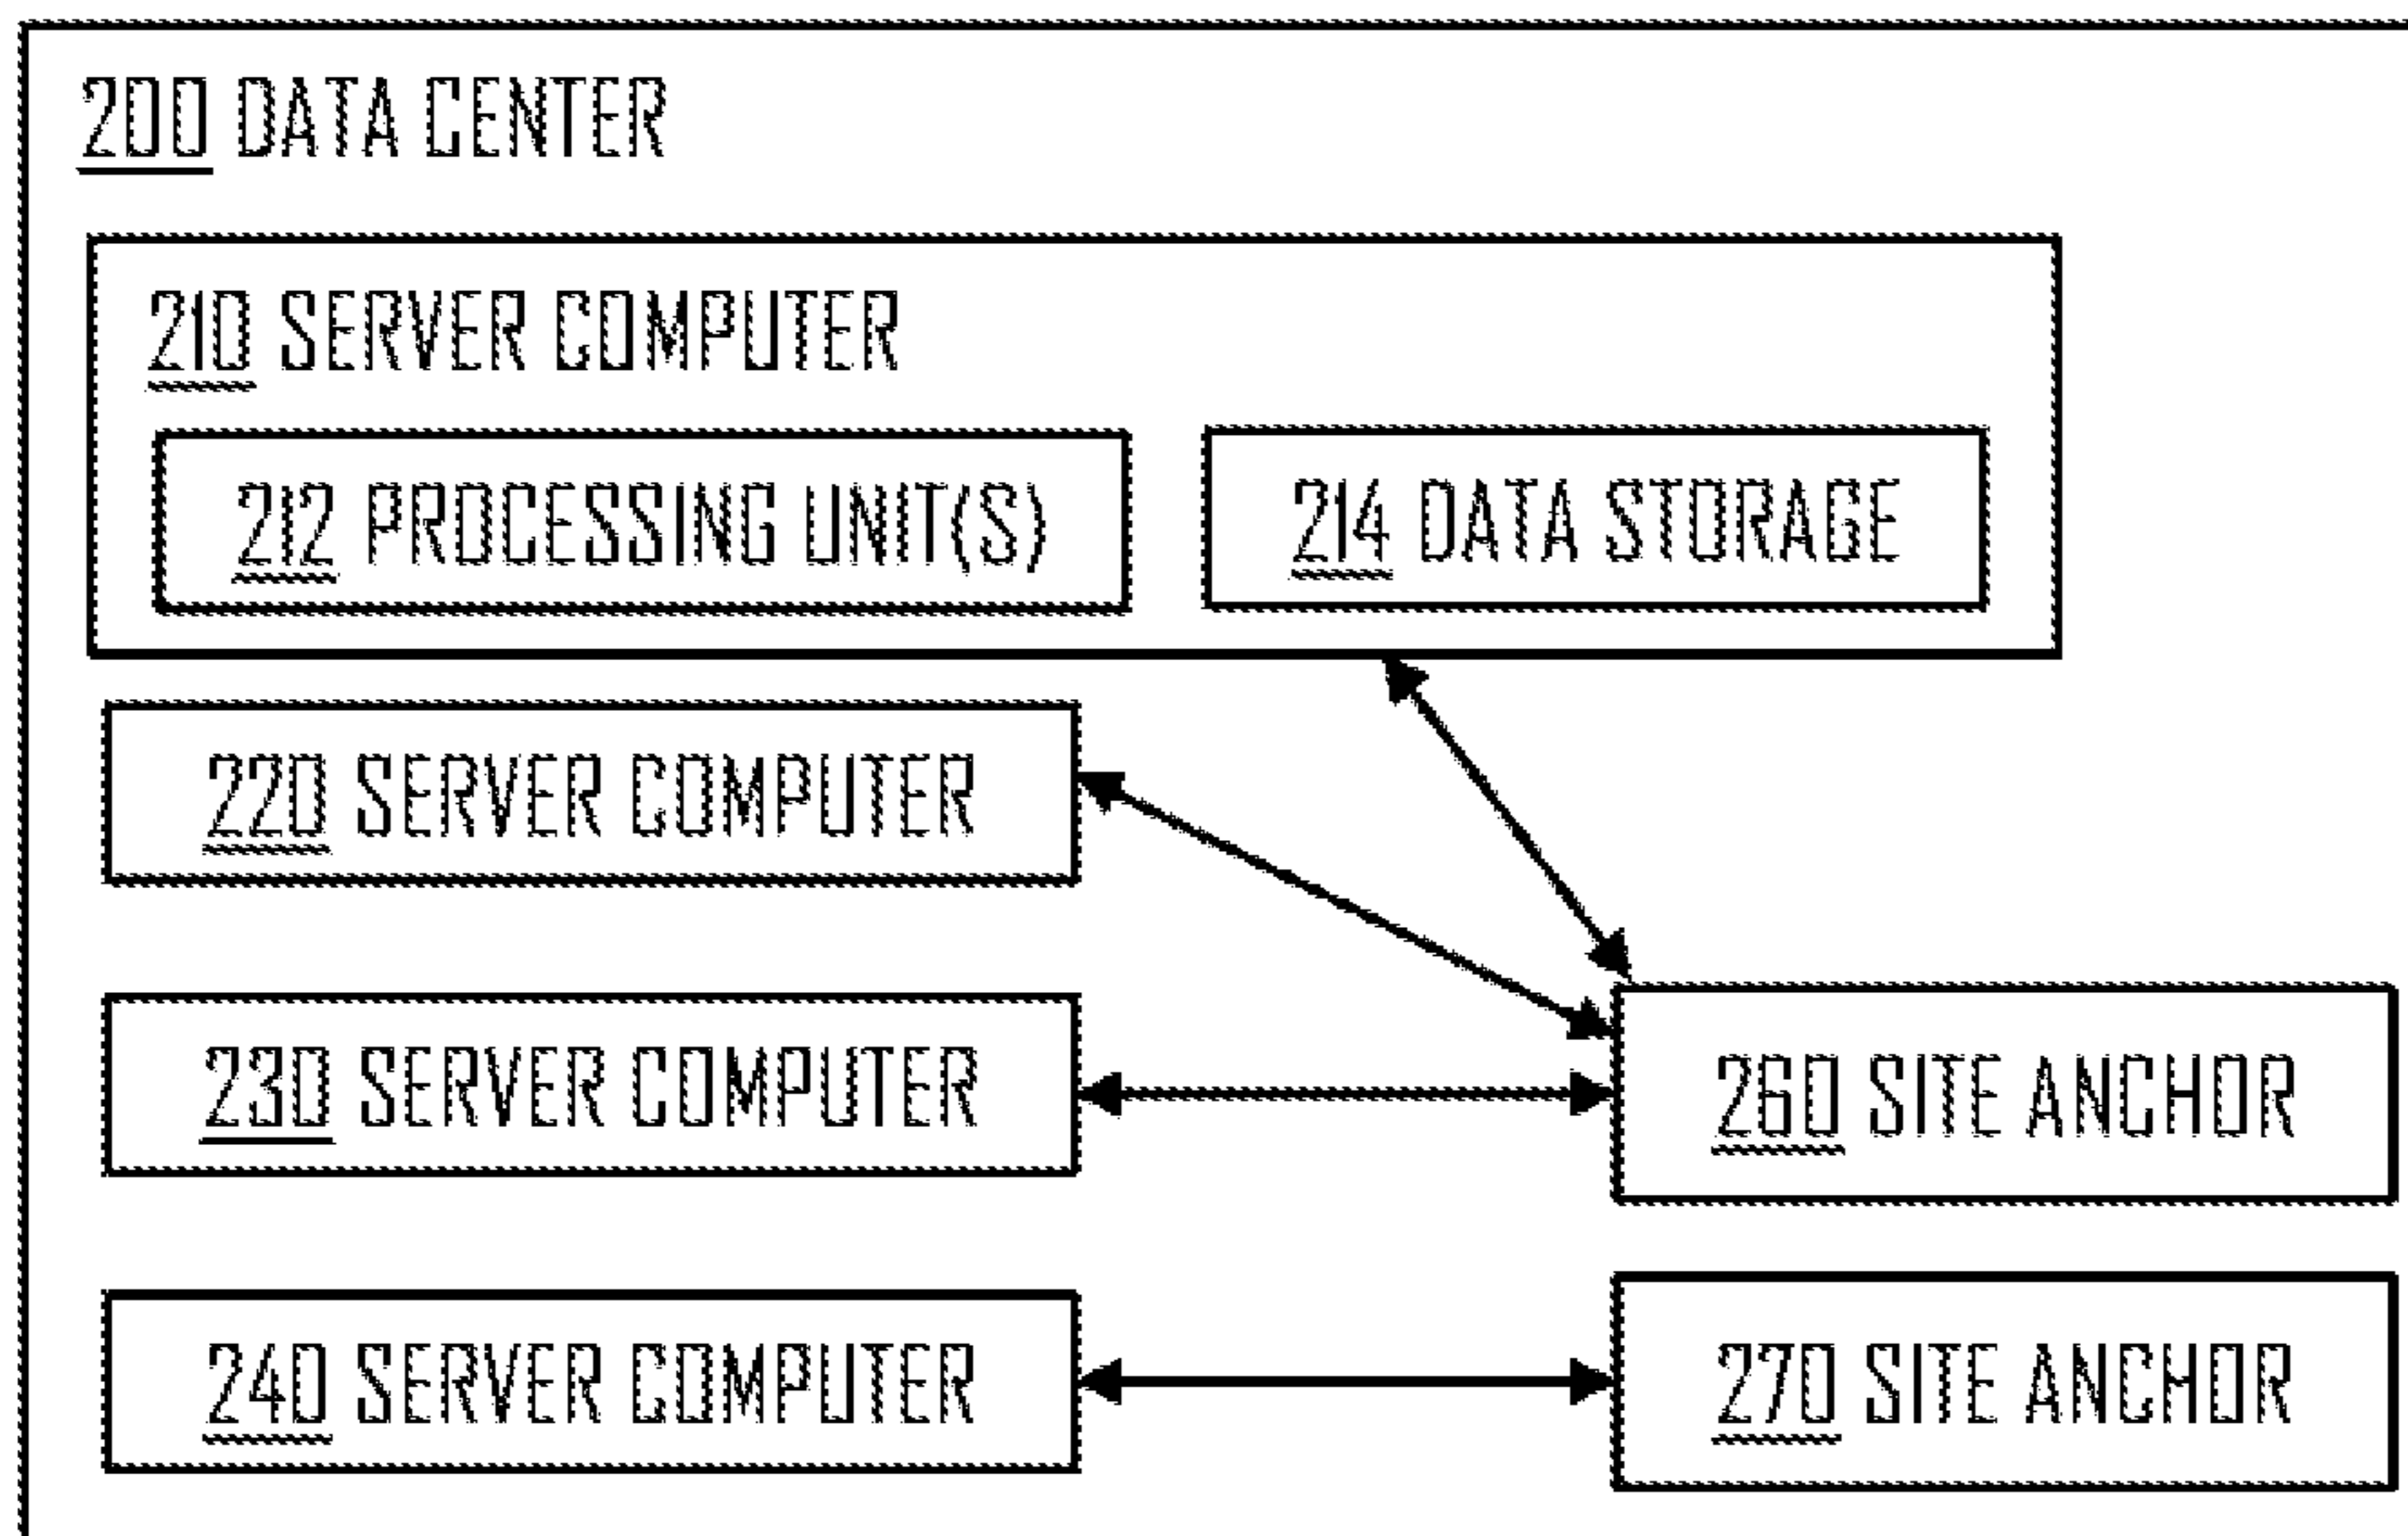 200 DATA CENTER
210 SERVER COMPUTER
212 PROCESSING UNIT(S)
214 DATA STORAGE
220 SERVER COMPUTER
230 SERVER COMPUTER
260 SITE ANCHOR
240 SERVER COMPUTER
270 SITE ANCHOR